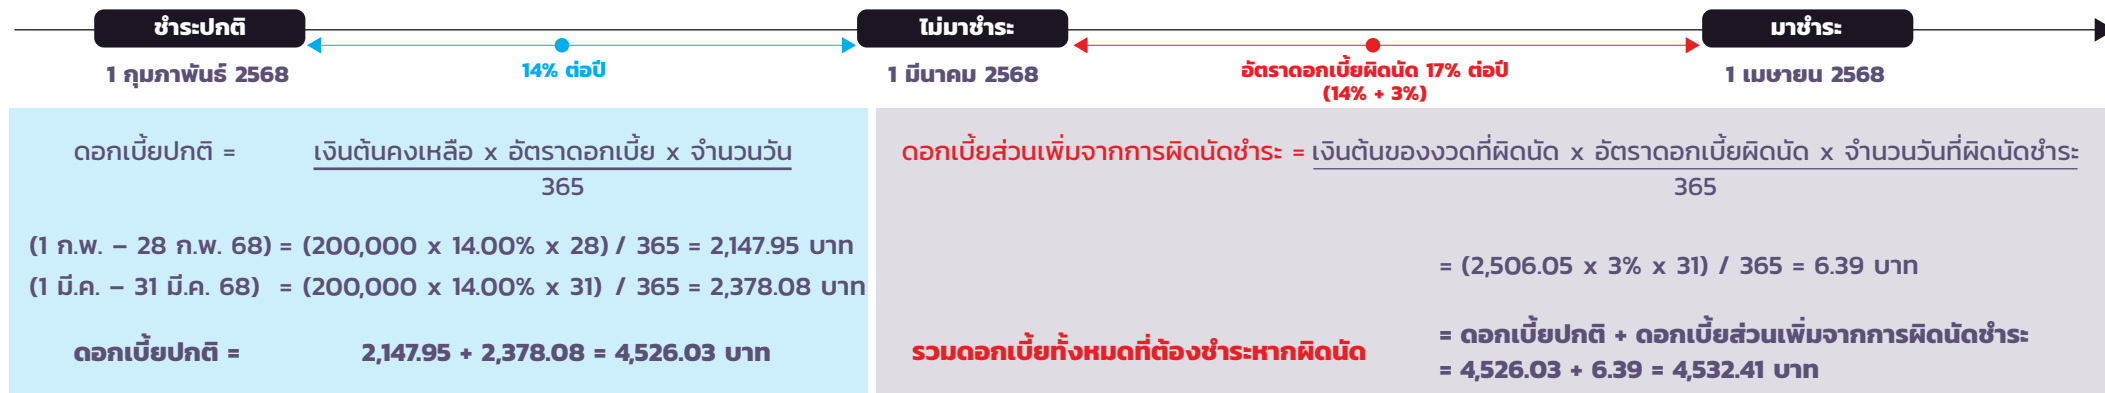 ชำระปกติ
ไม่มาชำระ
มาชำระ
1 กุมภาพันธ์ 2568
14% ต่อปี
1 มีนาคม 2568
อัตราดอกเบี้ยผิดนัด 17% ต่อปี
(14% + 3%)
1 เมษายน 2568
ดอกเบี้ยปกติ = เงินต้นคงเหลือ x อัตราดอกเบี้ย x จำนวนวัน
365
(1 ก.พ. – 28 ก.พ. 68) = (200,000 x 14.00% x 28) / 365 = 2,147.95 บาท
(1 มี.ค. – 31 มี.ค. 68) = (200,000 x 14.00% x 31) / 365 = 2,378.08 บาท
ดอกเบี้ยปกติ = 2,147.95 + 2,378.08 = 4,526.03 บาท
ดอกเบี้ยส่วนเพิ่มจากการผิดนัดชำระ = เงินต้นของงวดที่ผิดนัด x อัตราดอกเบี้ยผิดนัด x จำนวนวันที่ผิดนัดชำระ
365
= (2,506.05 x 3% x 31) / 365 = 6.39 บาท
รวมดอกเบี้ยทั้งหมดที่ต้องชำระหากผิดนัด = ดอกเบี้ยปกติ + ดอกเบี้ยส่วนเพิ่มจากการผิดนัดชำระ
= 4,526.03 + 6.39 = 4,532.41 บาท